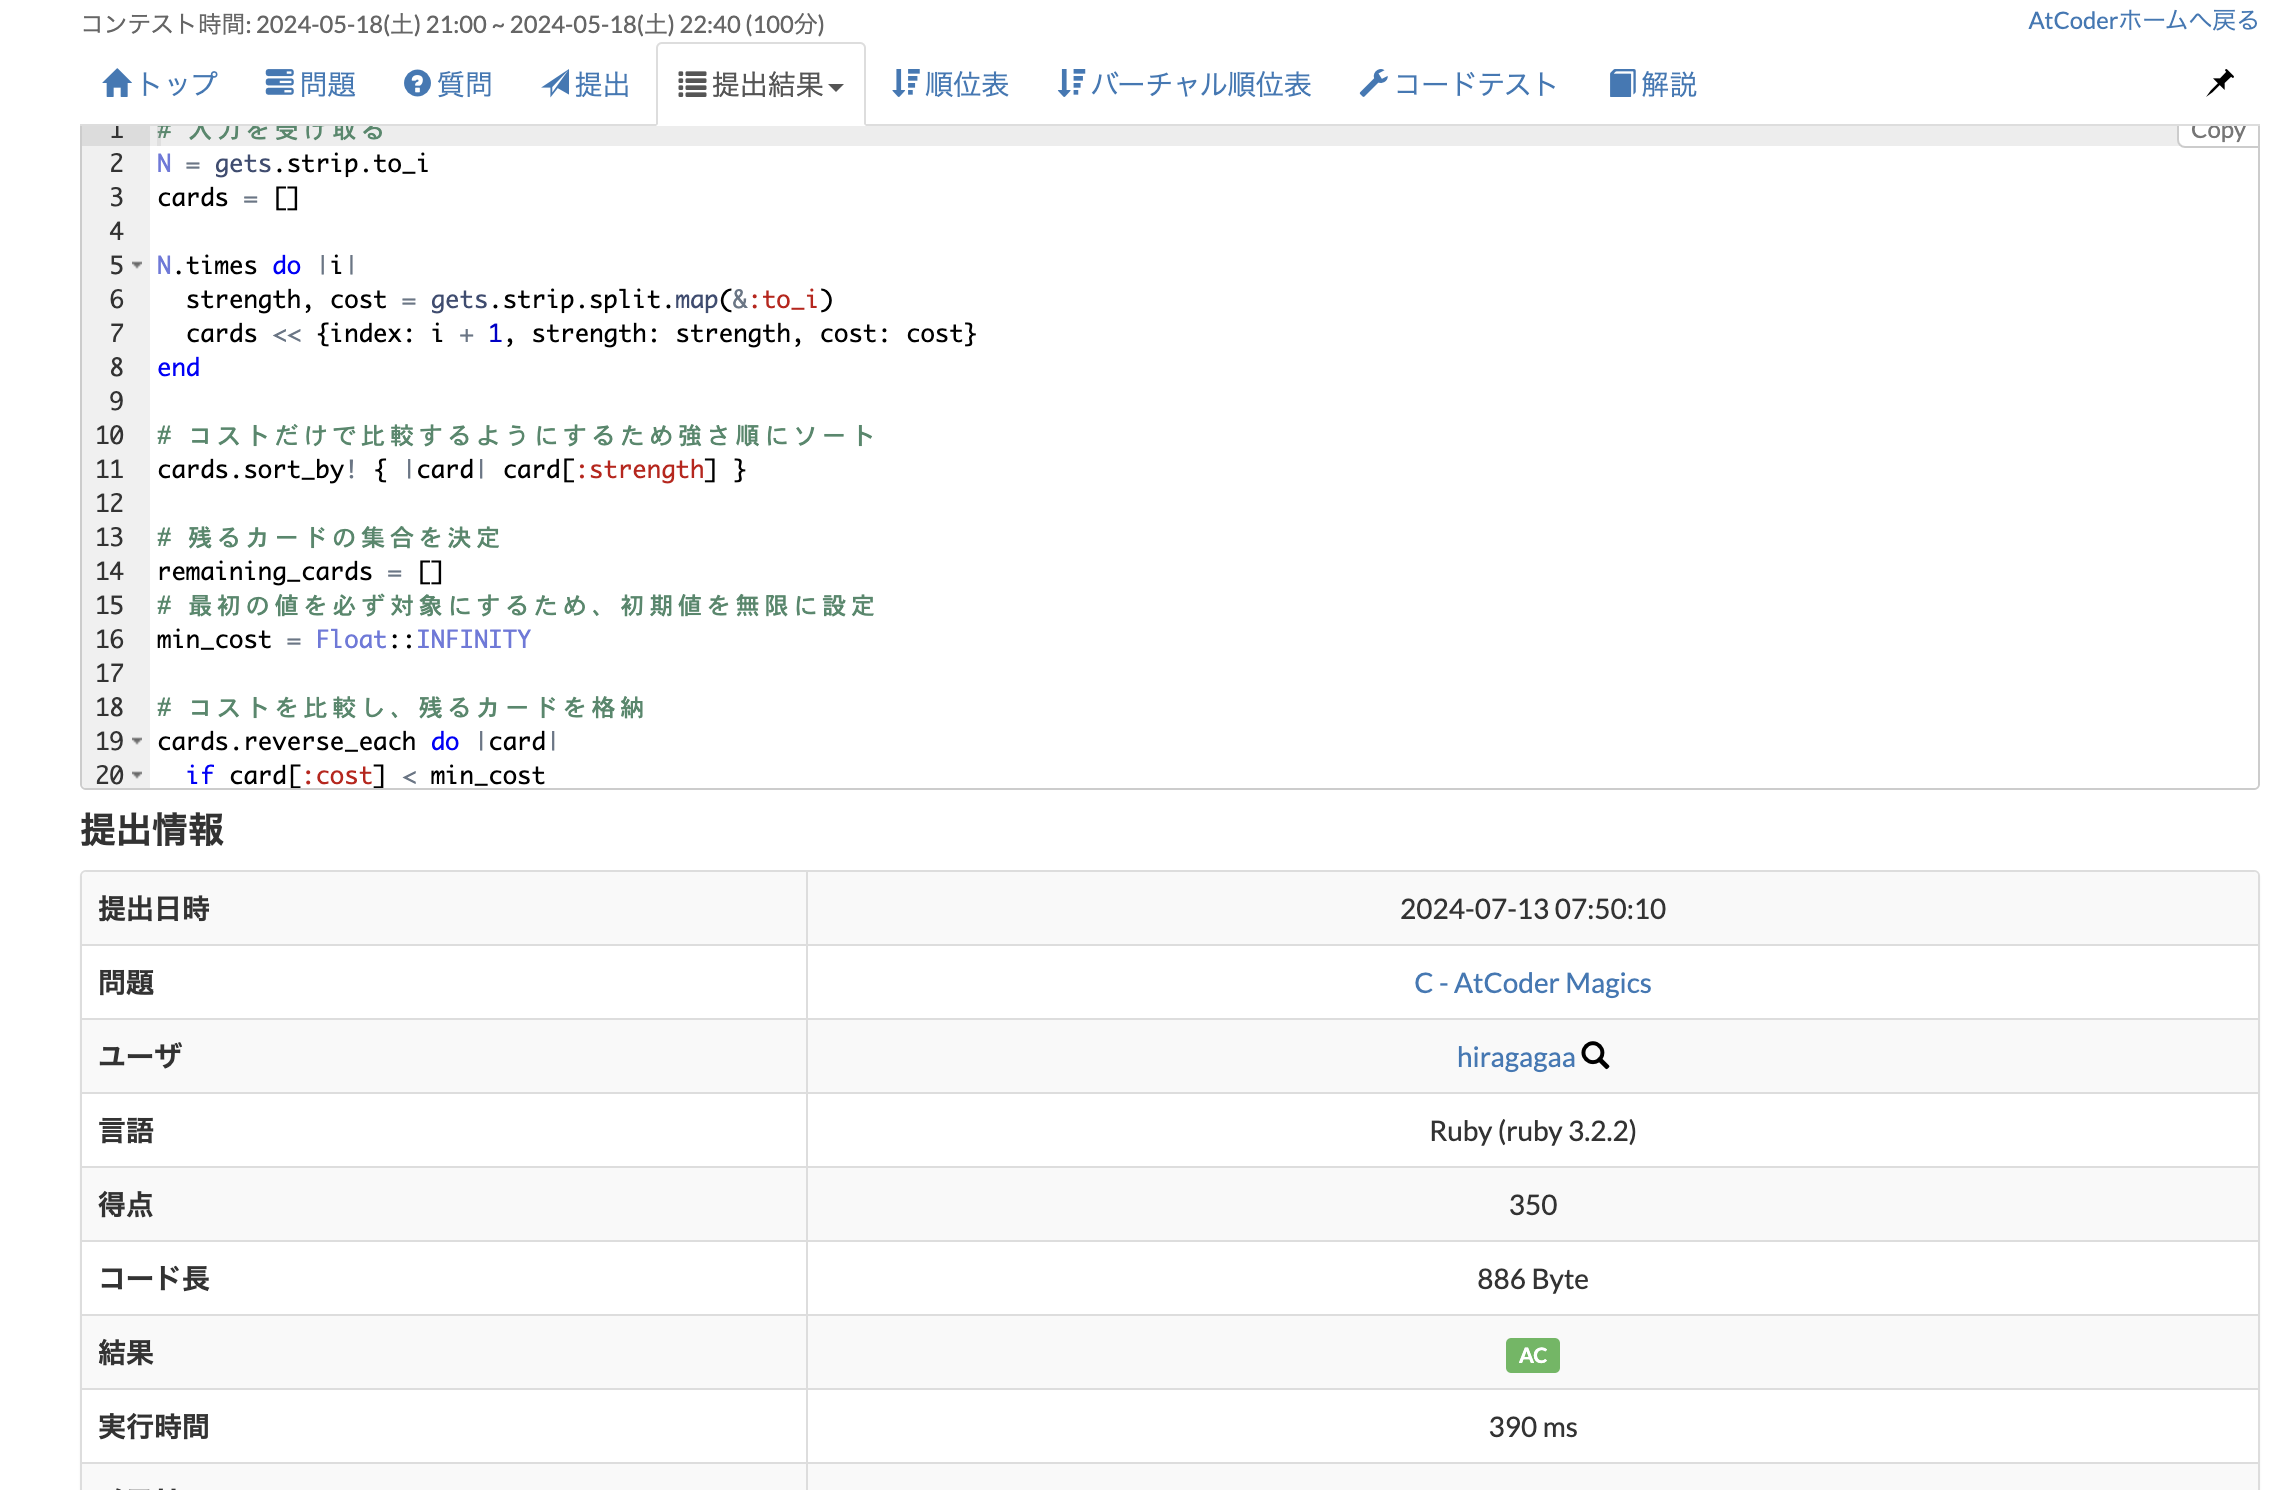 コンテスト時間: 2024-05-18(土) 21:00 ~ 2024-05-18(土) 22:40 (100分)
AtCoderホームへ戻る
トップ 問題 質問 提出 提出結果 順位表 バーチャル順位表 コードテスト 解説
1 # 入力を受け取る
Copy
2 N = gets.strip.to_i
3 cards = []
4
5 N.times do |i|
6   strength, cost = gets.strip.split.map(&:to_i)
7   cards << {index: i + 1, strength: strength, cost: cost}
8 end
9
10 # コストだけで比較するようにするため強さ順にソート
11 cards.sort_by! { |card| card[:strength] }
12
13 # 残るカードの集合を決定
14 remaining_cards = []
15 # 最初の値を必ず対象にするため、初期値を無限に設定
16 min_cost = Float::INFINITY
17
18 # コストを比較し、残るカードを格納
19 cards.reverse_each do |card|
20   if card[:cost] < min_cost
提出情報
提出日時 2024-07-13 07:50:10
問題 C - AtCoder Magics
ユーザ hiragagaa
言語 Ruby (ruby 3.2.2)
得点 350
コード長 886 Byte
結果 AC
実行時間 390 ms